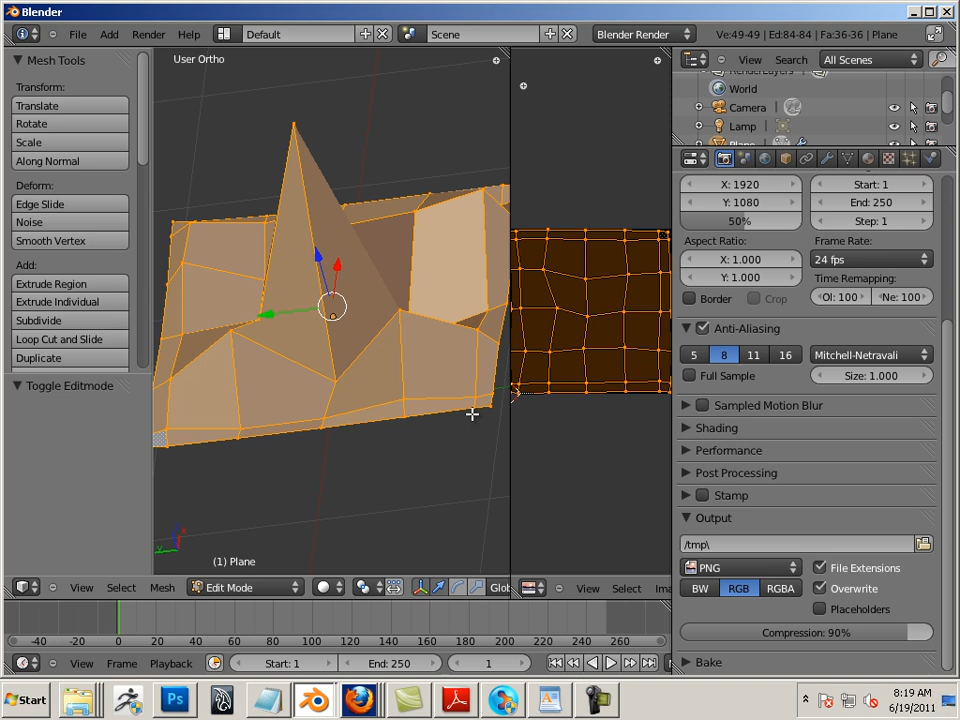 Blender
File Add Render Help Default Scene Blender Render Ve:49-49 | Ed:84-84 | Fa:36-36 | Plane
Mesh Tools
Transform:
Translate
Rotate
Scale
Along Normal
Deform:
Edge Slide
Noise
Smooth Vertex
Add:
Extrude Region
Extrude Individual
Subdivide
Loop Cut and Slide
Duplicate
Toggle Editmode
User Ortho
(1) Plane
View Select Mesh Edit Mode Glob
View Select Ima
View Search All Scenes
RenderLayers
World
Camera
Lamp
Plane
X: 1920
Y: 1080
50%
Start: 1
End: 250
Step: 1
Aspect Ratio:
X: 1.000
Y: 1.000
Frame Rate:
24 fps
Time Remapping:
Ol: 100 Ne: 100
Border Crop
Anti-Aliasing
5 8 11 16 Mitchell-Netravali
Full Sample Size: 1.000
Sampled Motion Blur
Shading
Performance
Post Processing
Stamp
Output
/tmp\
PNG File Extensions
BW RGB RGBA Overwrite
Placeholders
Compression: 90%
Bake
-40 -20 0 20 40 60 80 100 120 140 160 180 200 220 240 260
View Frame Playback Start: 1 End: 250 1
Start Ps 8:19 AM
6/19/2011